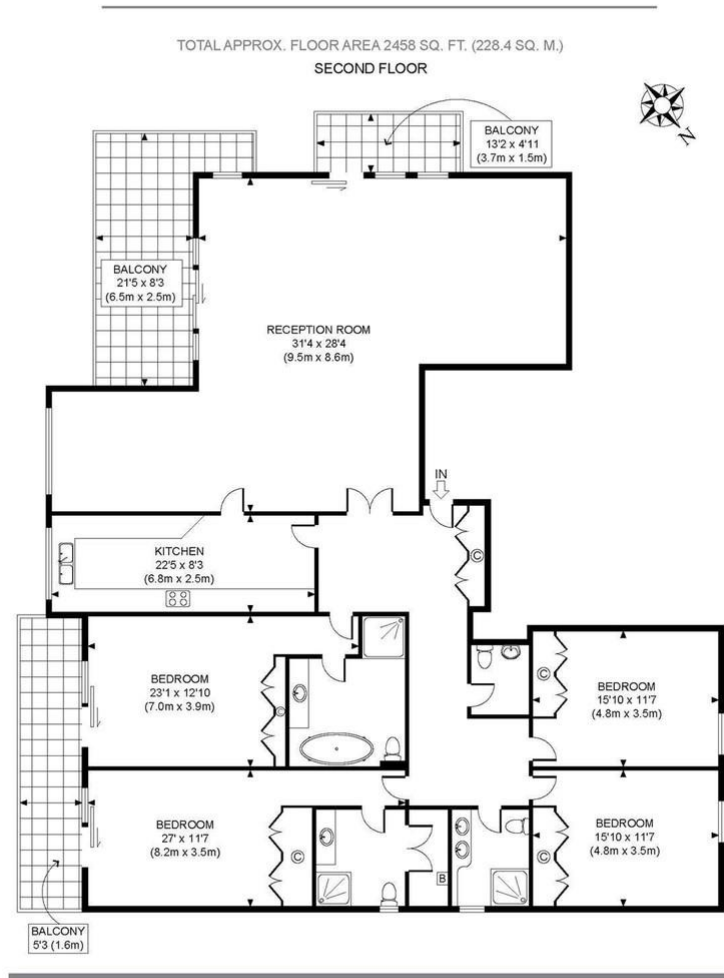 TOTAL APPROX. FLOOR AREA 2458 SQ. FT. (228.4 SQ. M.)
SECOND FLOOR
N
BALCONY
13'2 x 4'11
(3.7m x 1.5m)
BALCONY
21'5 x 8'3
(6.5m x 2.5m)
RECEPTION ROOM
31'4 x 28'4
(9.5m x 8.6m)
IN
C
KITCHEN
22'5 x 8'3
(6.8m x 2.5m)
BEDROOM
23'1 x 12'10
(7.0m x 3.9m)
C
C
BEDROOM
15'10 x 11'7
(4.8m x 3.5m)
BEDROOM
27' x 11'7
(8.2m x 3.5m)
C
B
C
BEDROOM
15'10 x 11'7
(4.8m x 3.5m)
BALCONY
5'3 (1.6m)